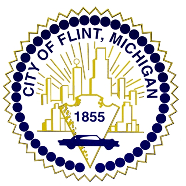 CITY OF FLINT, MICHIGAN
1855